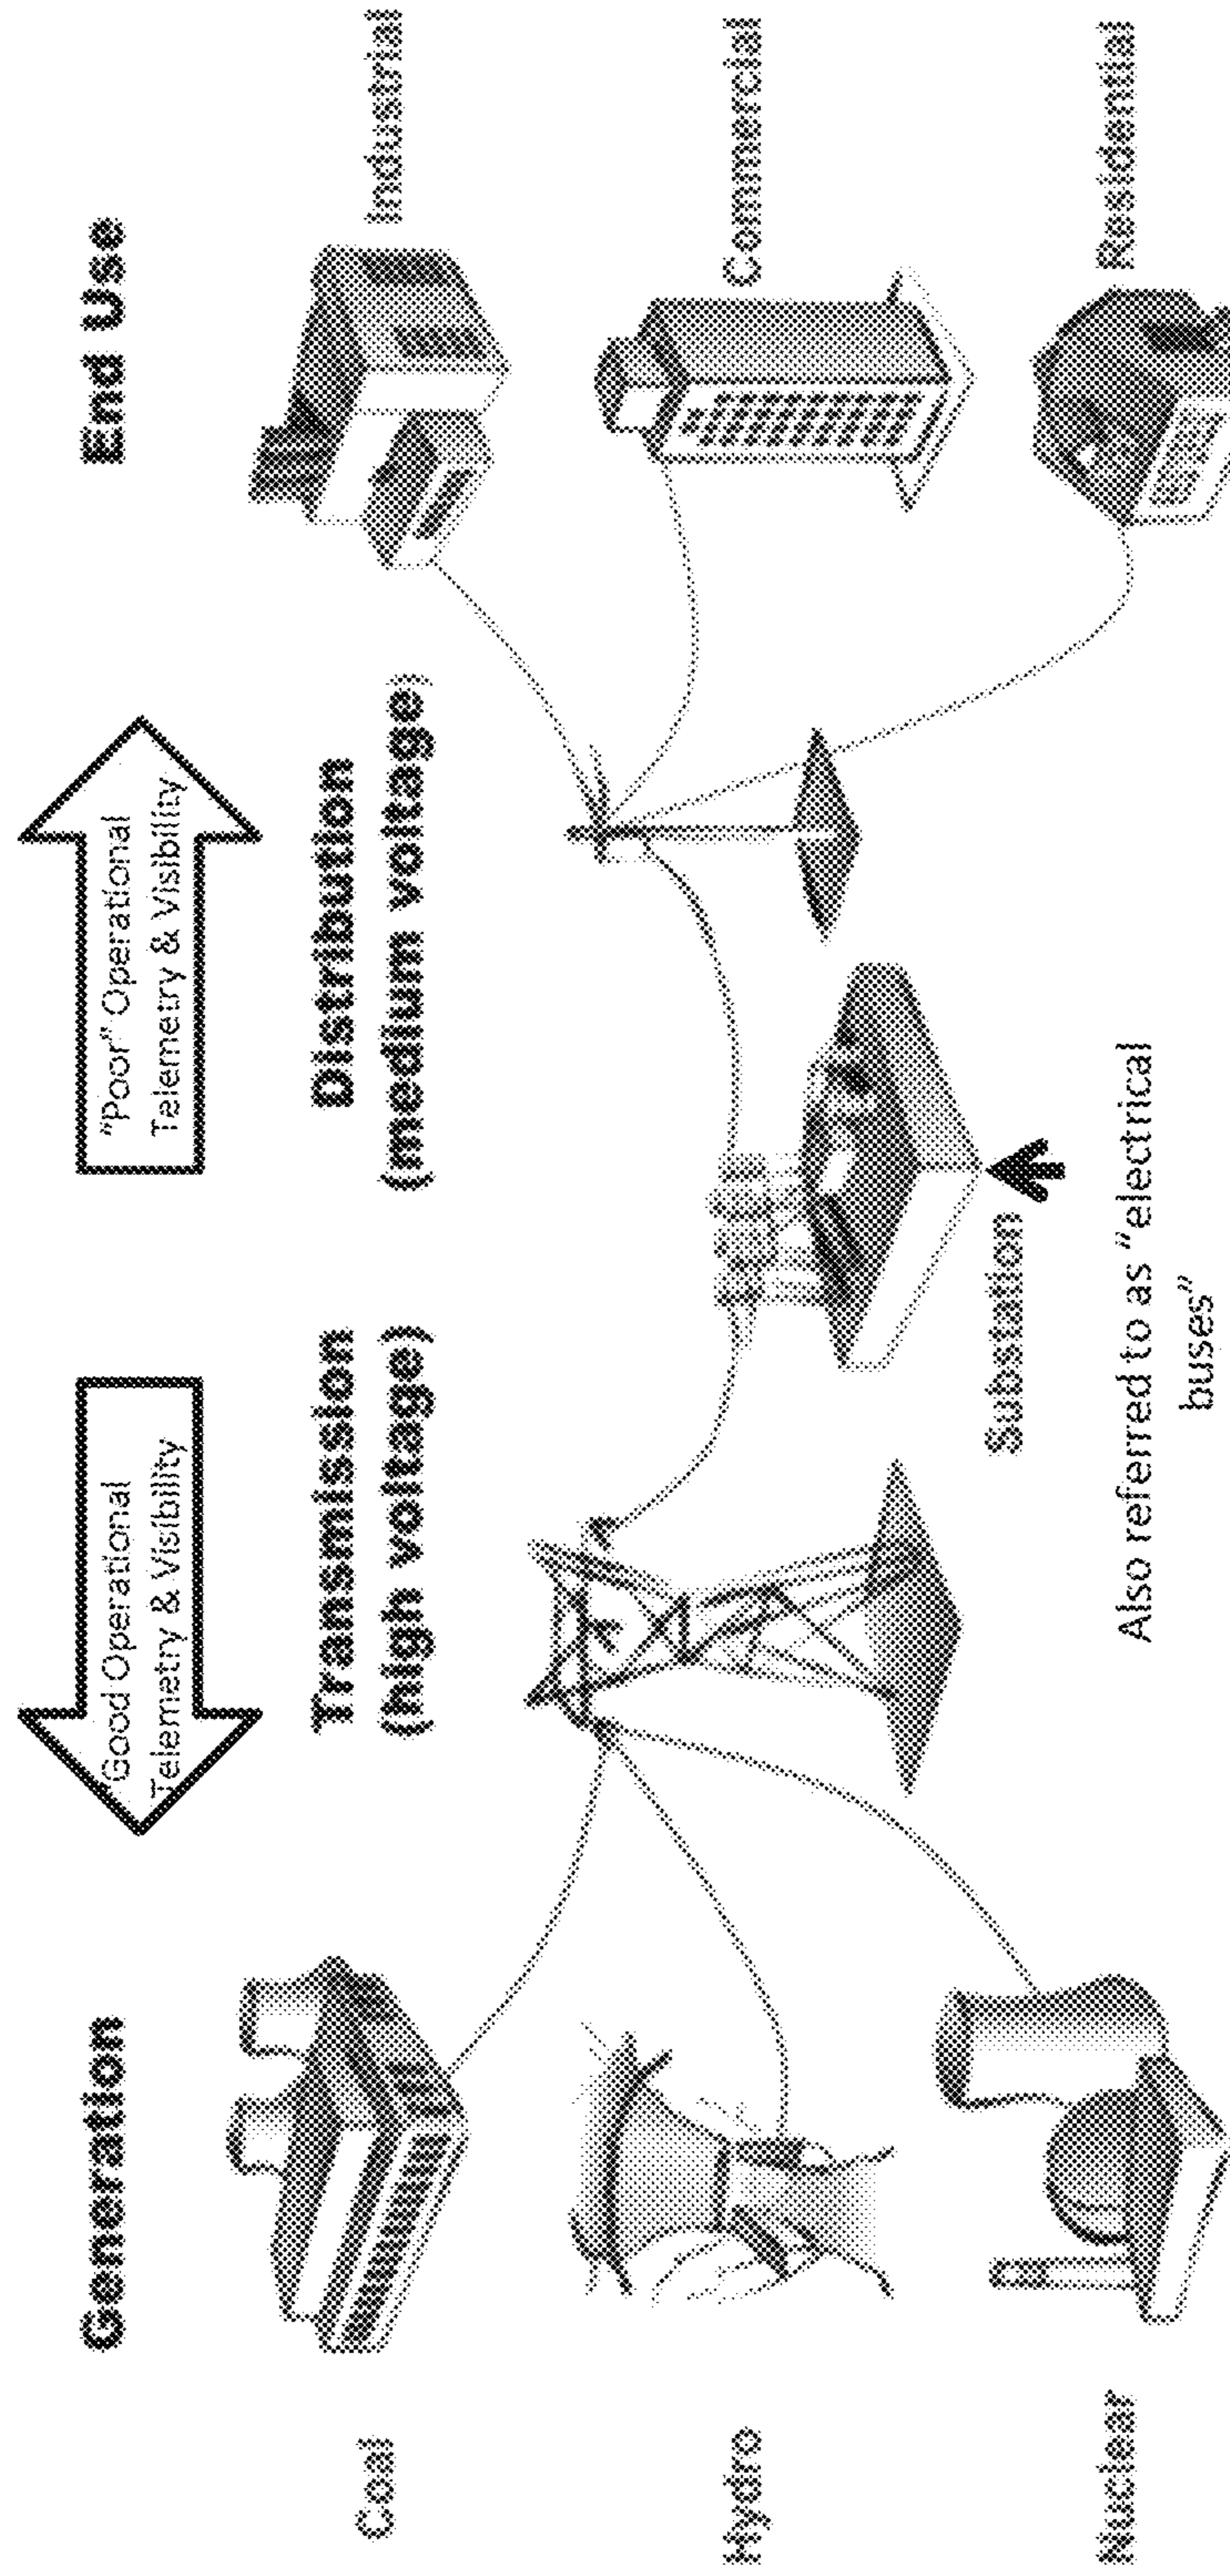 Generation
Good Operational
Telemetry & Visibility
"Poor" Operational
Telemetry & Visibility
End Use
Transmission
(high voltage)
Distribution
(medium voltage)
Coal
Hydro
Nuclear
Industrial
Commercial
Residential
Substation
Also referred to as "electrical
buses"